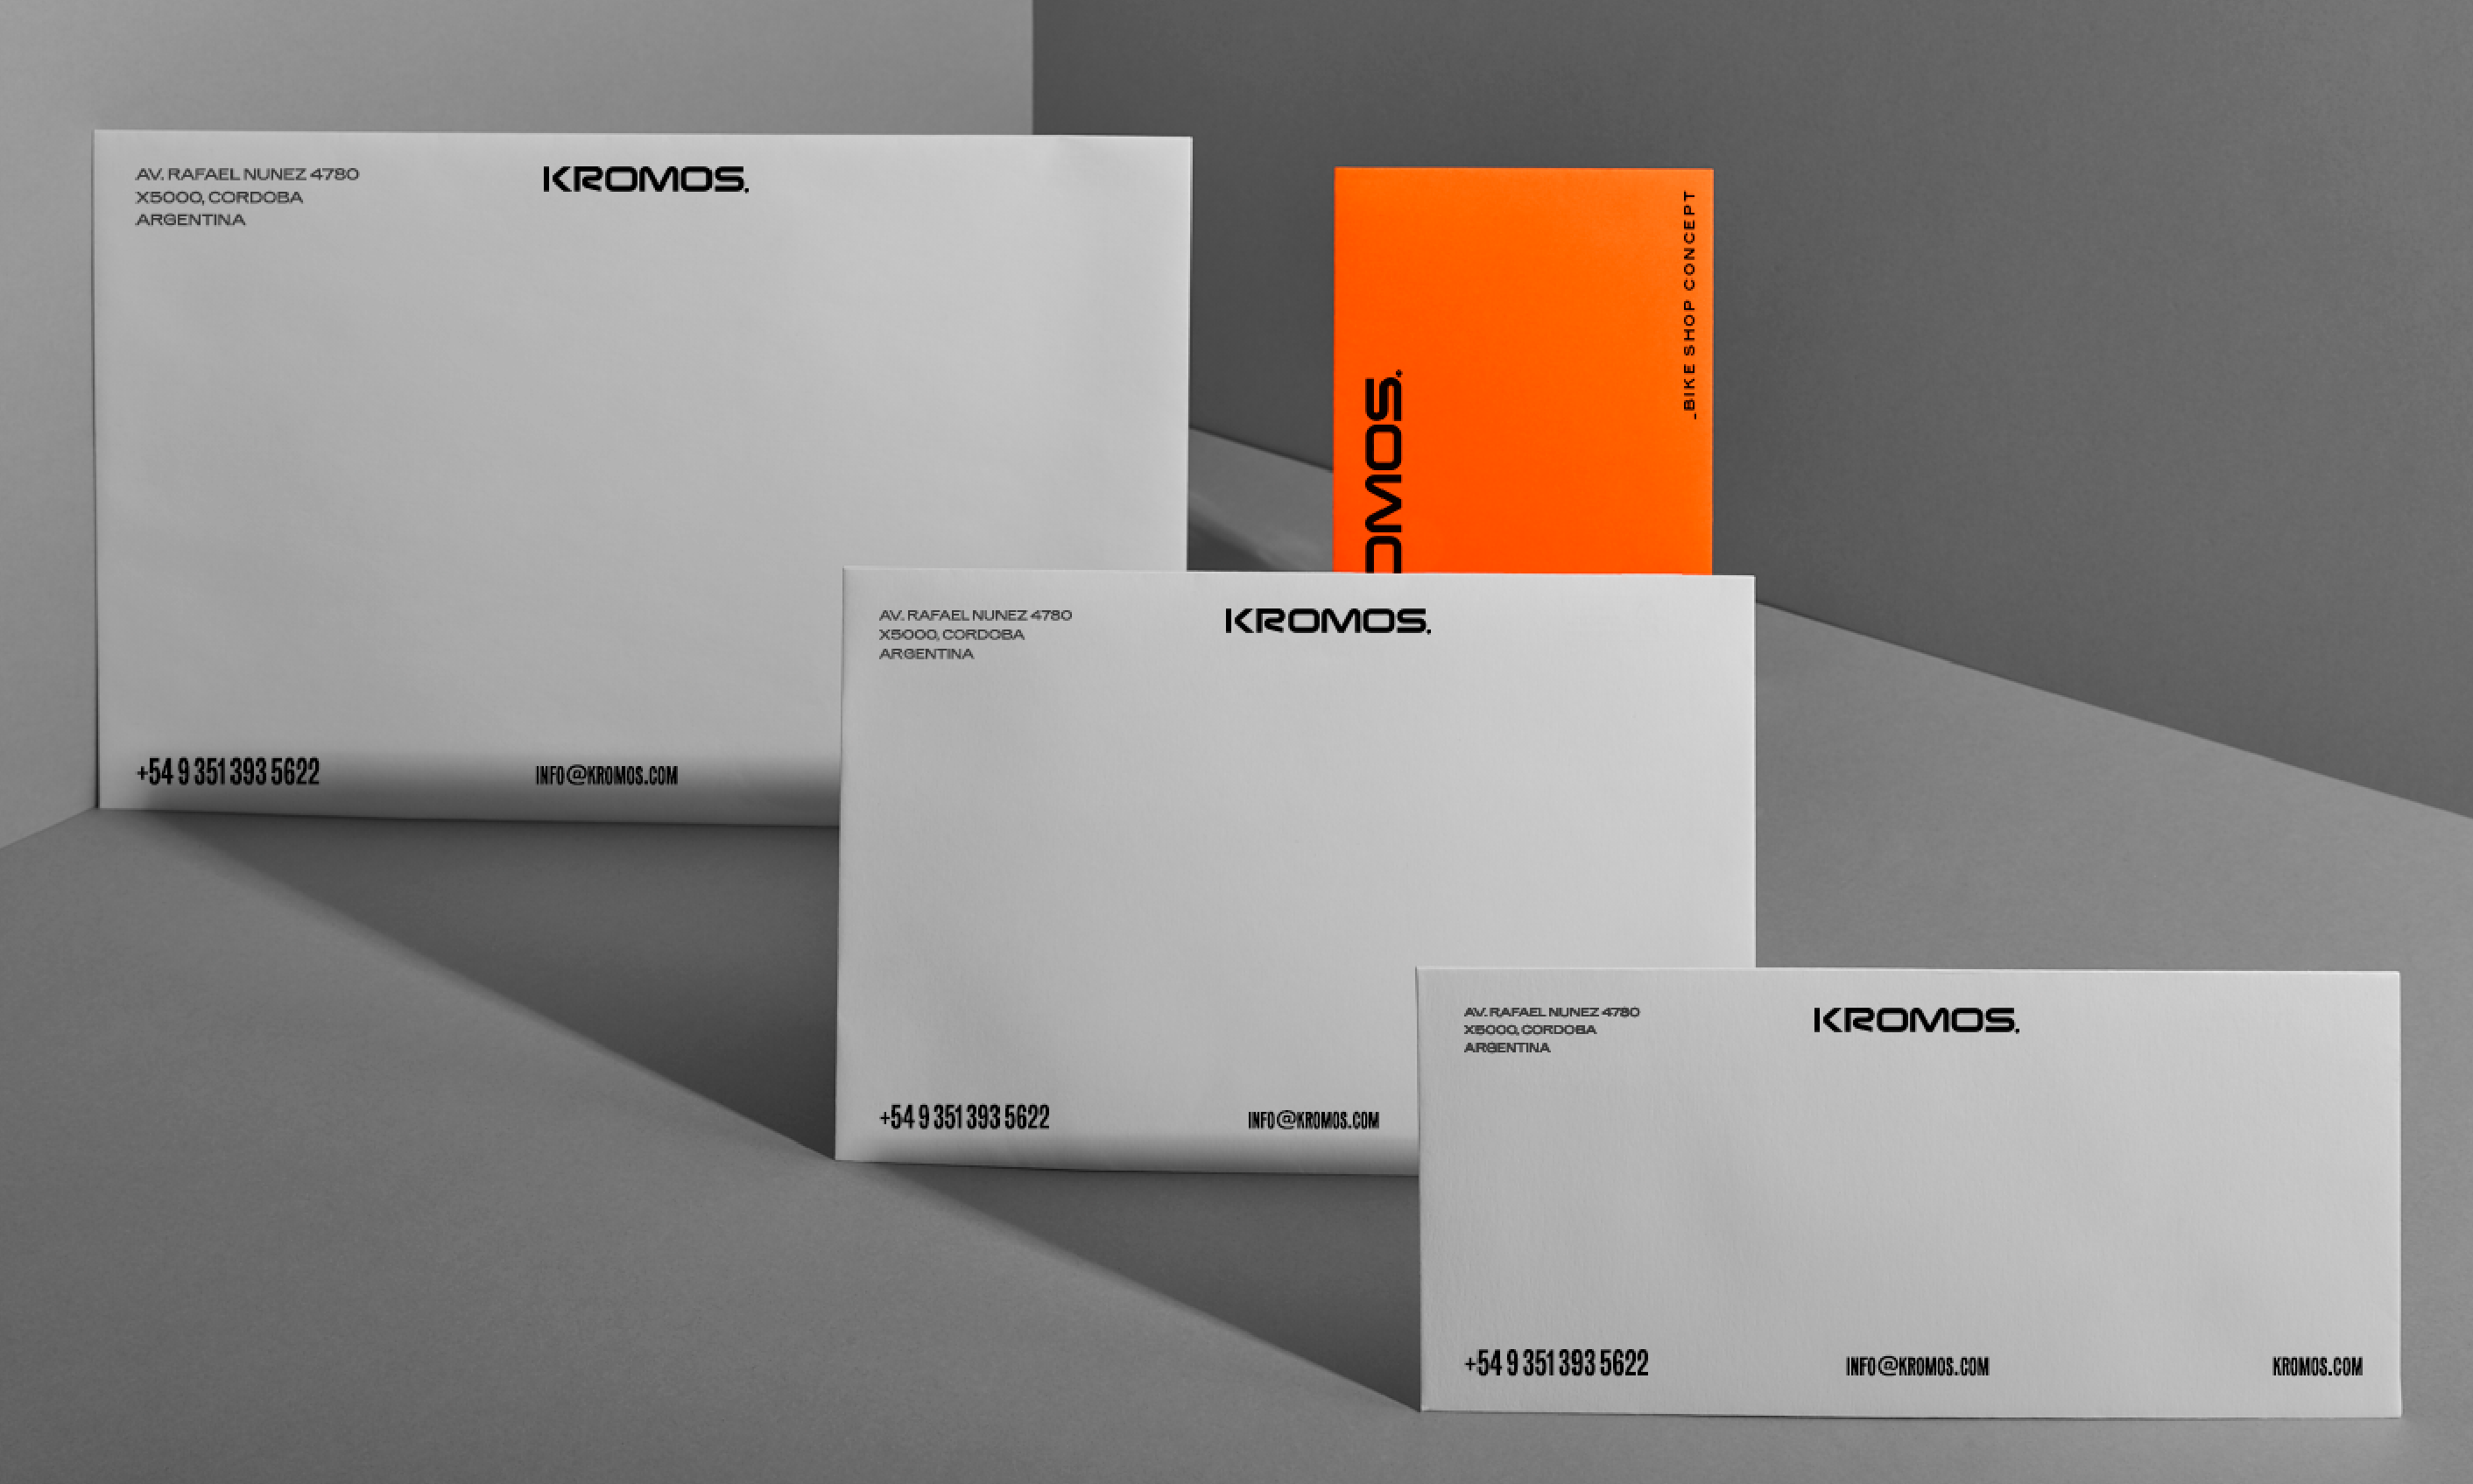 AV. RAFAEL NUNEZ 4780
X5000, CORDOBA
ARGENTINA
KROMOS.
+54 9 351 393 5622
INFO@KROMOS.COM
OMOS.
_BIKE SHOP CONCEPT
AV. RAFAEL NUNEZ 4780
X5000, CORDOBA
ARGENTINA
KROMOS.
+54 9 351 393 5622
INFO@KROMOS.COM
AV. RAFAEL NUNEZ 4780
X5000, CORDOBA
ARGENTINA
KROMOS.
+54 9 351 393 5622
INFO@KROMOS.COM
KROMOS.COM